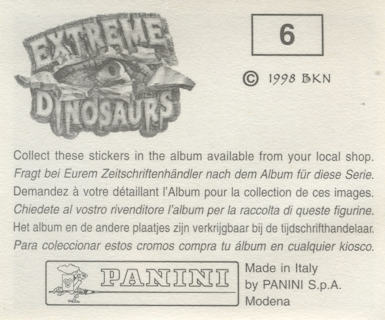 EXTREME
DINOSAURS
6
© 1998 BKN
Collect these stickers in the album available from your local shop.
Fragt bei Eurem Zeitschriftenhändler nach dem Album für diese Serie.
Demandez à votre détaillant l'Album pour la collection de ces images.
Chiedete al vostro rivenditore l'album per la raccolta di queste figurine.
Het album en de andere plaatjes zijn verkrijgbaar bij de tijdschrifthandelaar.
Para coleccionar estos cromos compra tu álbum en cualquier kiosco.
PANINI
Made in Italy
by PANINI S.p.A.
Modena